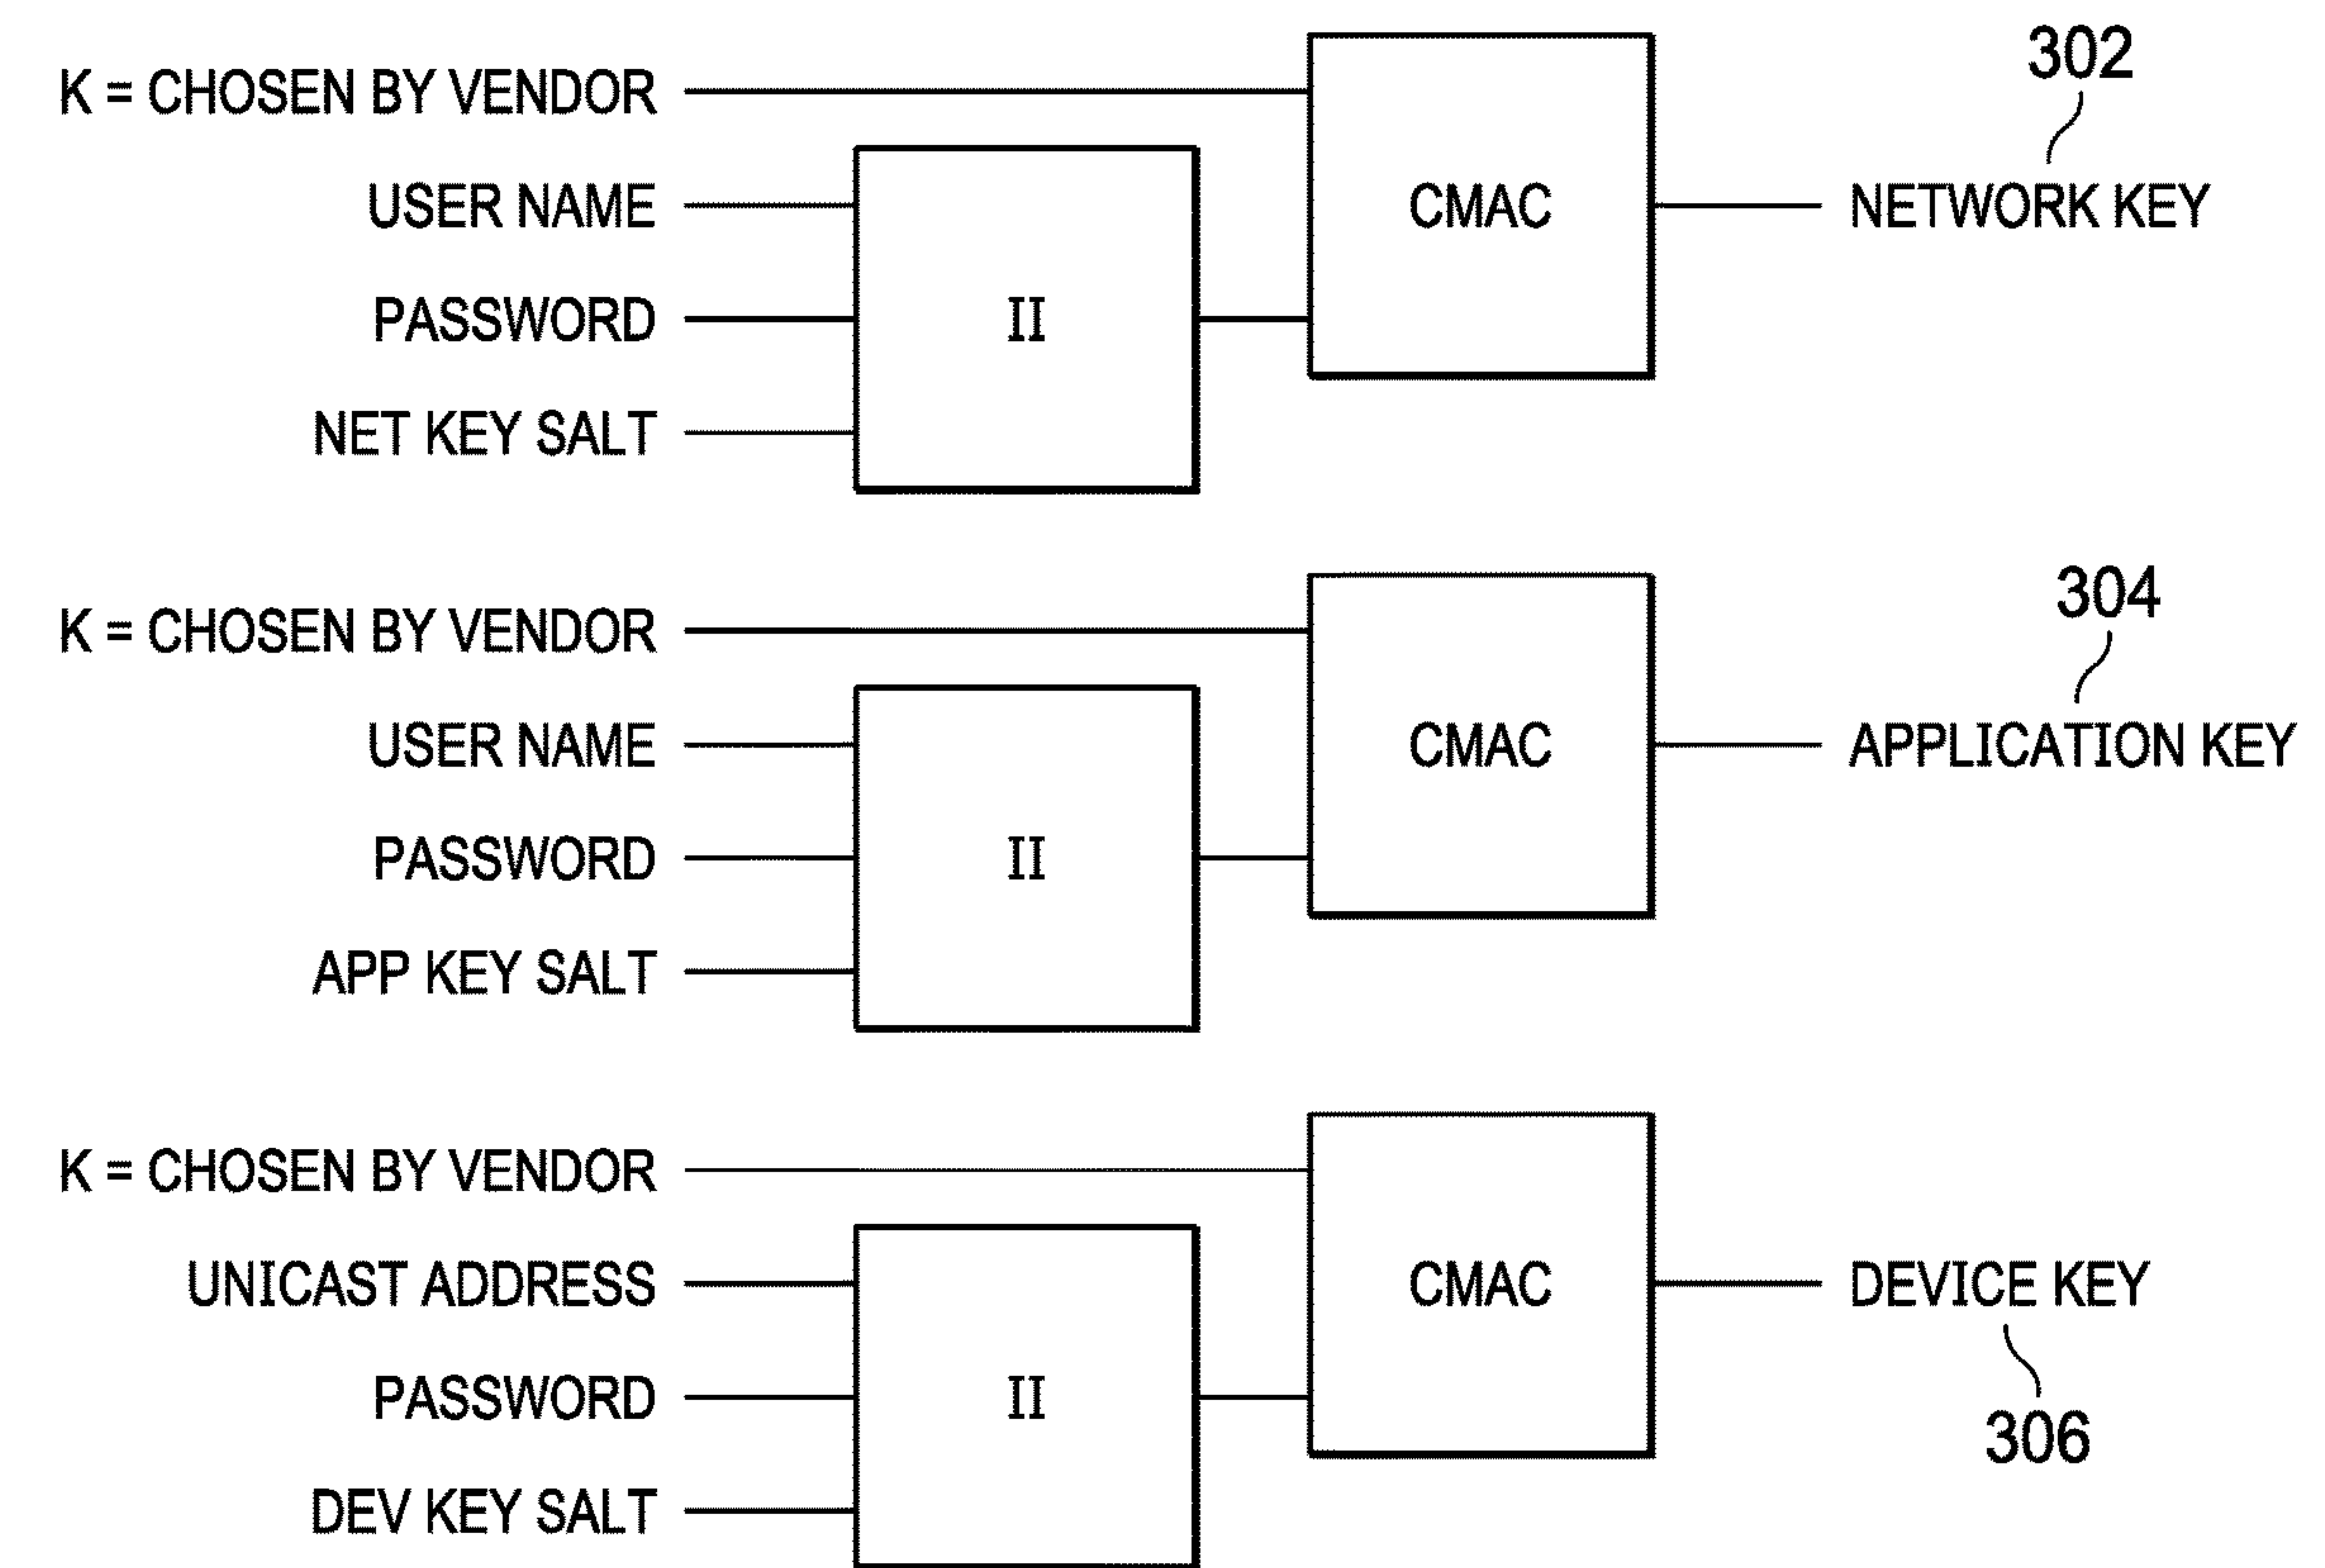 302
K = CHOSEN BY VENDOR
USER NAME
CMAC
NETWORK KEY
PASSWORD
II
NET KEY SALT
304
K = CHOSEN BY VENDOR
USER NAME
CMAC
APPLICATION KEY
PASSWORD
II
APP KEY SALT
K = CHOSEN BY VENDOR
UNICAST ADDRESS
CMAC
DEVICE KEY
PASSWORD
II
306
DEV KEY SALT